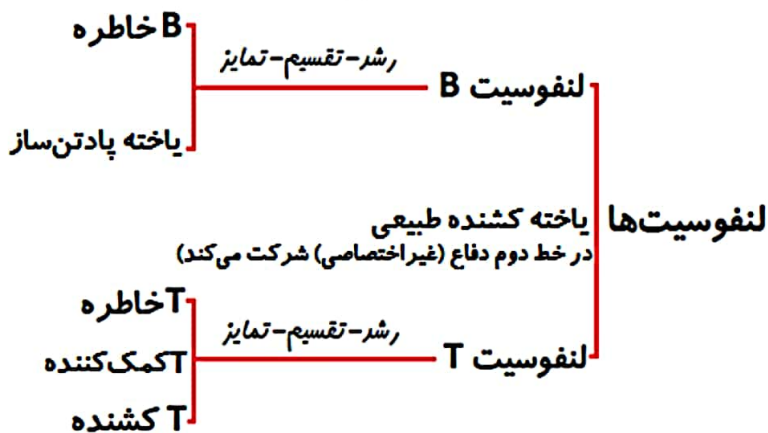 لنفوسیت‌ها
لنفوسیت B
رشد-تقسیم-تمایز
B خاطره
یاخته پادتن‌ساز
یاخته کشنده طبیعی
در خط دوم دفاع (غیراختصاصی) شرکت می‌کند)
لنفوسیت T
رشد-تقسیم-تمایز
T خاطره
T کمک‌کننده
T کشنده